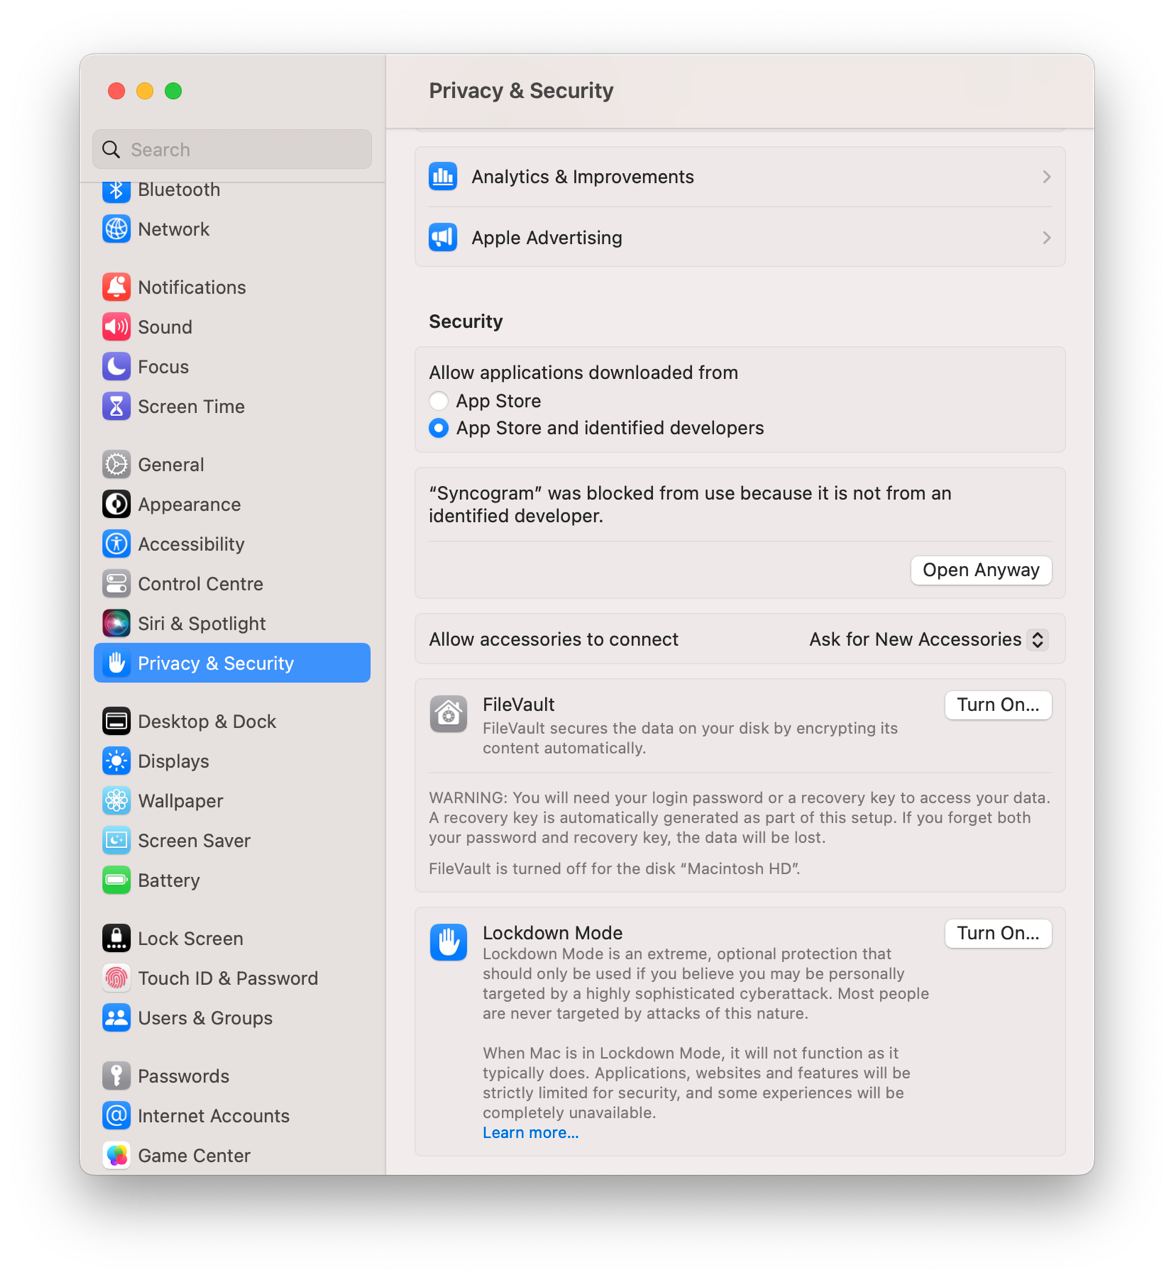 Search
Bluetooth
Network
Notifications
Sound
Focus
Screen Time
General
Appearance
Accessibility
Control Centre
Siri & Spotlight
Privacy & Security
Desktop & Dock
Displays
Wallpaper
Screen Saver
Battery
Lock Screen
Touch ID & Password
Users & Groups
Passwords
Internet Accounts
Game Center
Privacy & Security
Analytics & Improvements
Apple Advertising
Security
Allow applications downloaded from
App Store
App Store and identified developers
“Syncogram” was blocked from use because it is not from an
identified developer.
Open Anyway
Allow accessories to connect Ask for New Accessories
FileVault Turn On...
FileVault secures the data on your disk by encrypting its
content automatically.
WARNING: You will need your login password or a recovery key to access your data.
A recovery key is automatically generated as part of this setup. If you forget both
your password and recovery key, the data will be lost.
FileVault is turned off for the disk “Macintosh HD”.
Lockdown Mode Turn On...
Lockdown Mode is an extreme, optional protection that
should only be used if you believe you may be personally
targeted by a highly sophisticated cyberattack. Most people
are never targeted by attacks of this nature.
When Mac is in Lockdown Mode, it will not function as it
typically does. Applications, websites and features will be
strictly limited for security, and some experiences will be
completely unavailable.
Learn more...